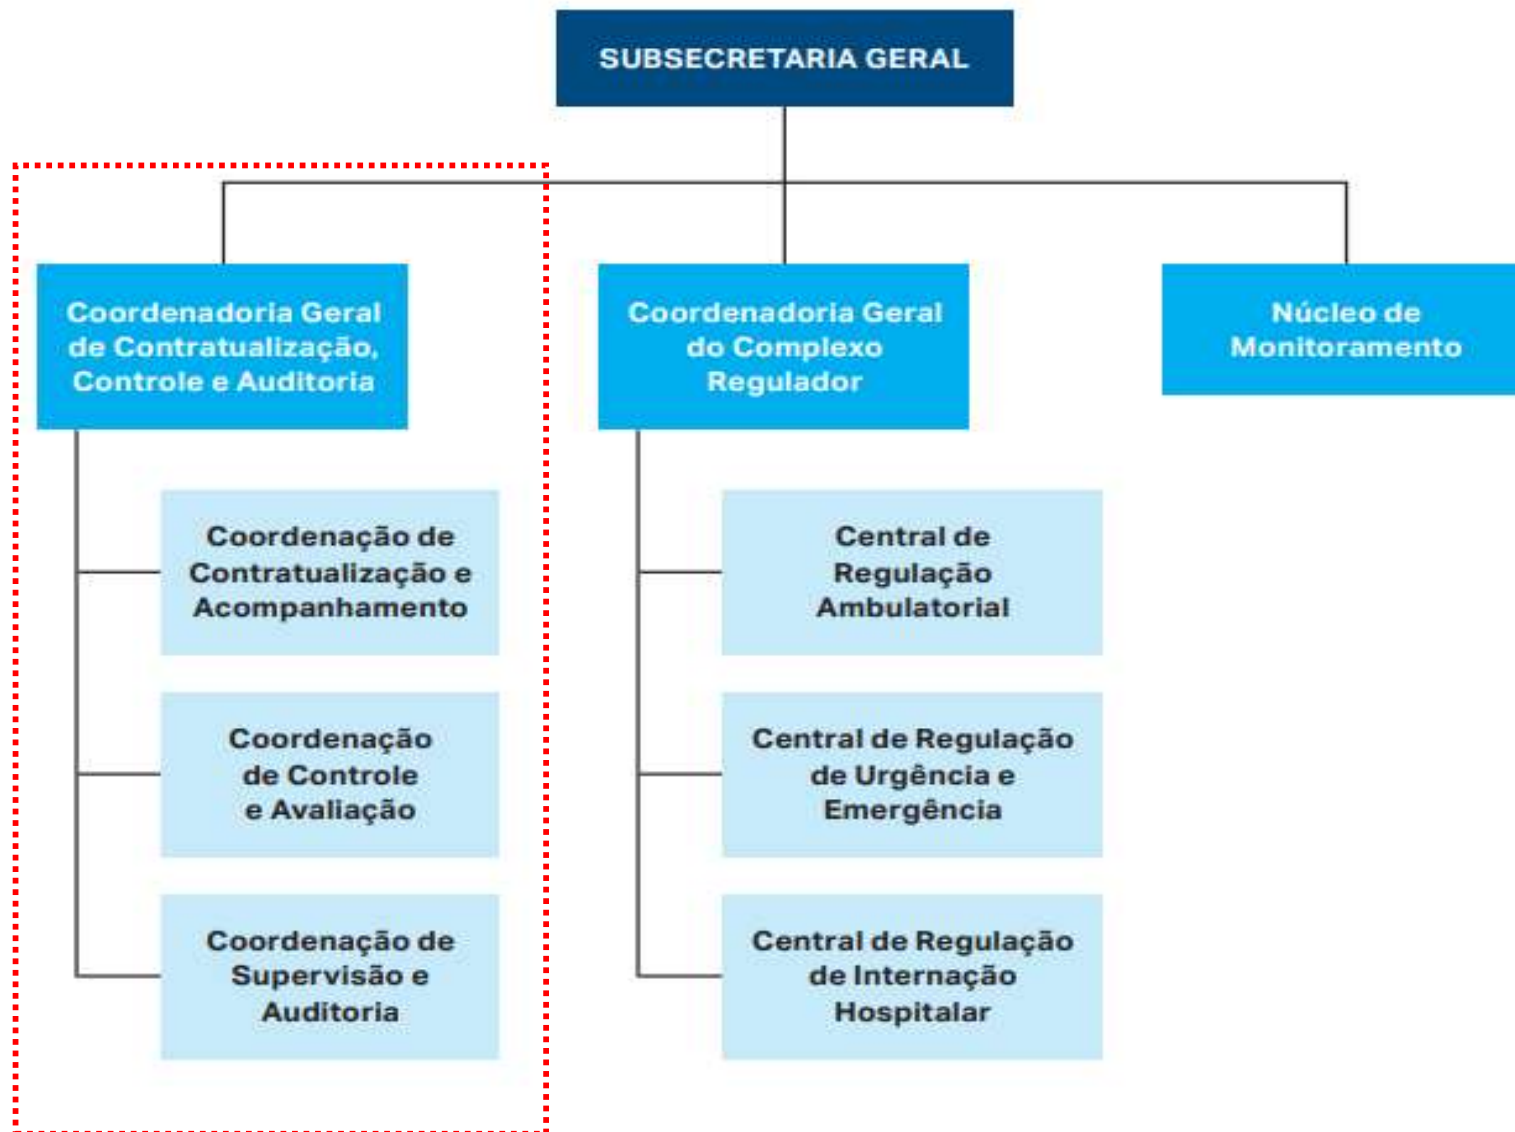 SUBSECRETARIA GERAL
Coordenadoria Geral
de Contratualização,
Controle e Auditoria
Coordenação de
Contratualização e
Acompanhamento
Coordenação
de Controle
e Avaliação
Coordenação de
Supervisão e
Auditoria
Coordenadoria Geral
do Complexo
Regulador
Central de
Regulação
Ambulatorial
Central de Regulação
de Urgência e
Emergência
Central de Regulação
de Internação
Hospitalar
Núcleo de
Monitoramento